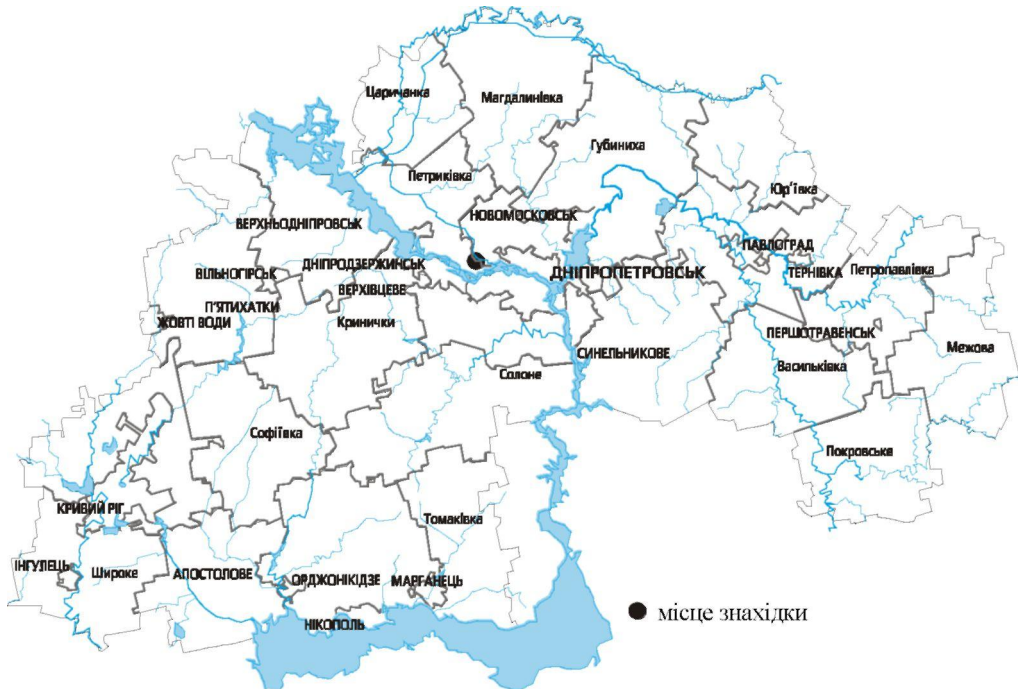 Царичанка
Магдалинівка
Губиниха
Петриківка
Юр'ївка
НОВОМОСКОВСЬК
ВЕРХНЬОДНІПРОВСЬК
ПАВЛОГРАД
ДНІПРОДЗЕРЖИНСЬК
ДНІПРОПЕТРОВСЬК
ТЕРНІВКА
Петропавлівка
ВІЛЬНОГІРСЬК
ВЕРХІВЦЕВЕ
П'ЯТИХАТКИ
ЖОВТІ ВОДИ
Кринички
ПЕРШОТРАВЕНСЬК
Межова
СИНЕЛЬНИКОВЕ
Васильківка
Солоне
Софіївка
Покровське
КРИВИЙ РІГ
Томаківка
ІНГУЛЕЦЬ
Широке
АПОСТОЛОВЕ
ОРДЖОНІКІДЗЕ
МАРГАНЕЦЬ
НІКОПОЛЬ
місце знахідки